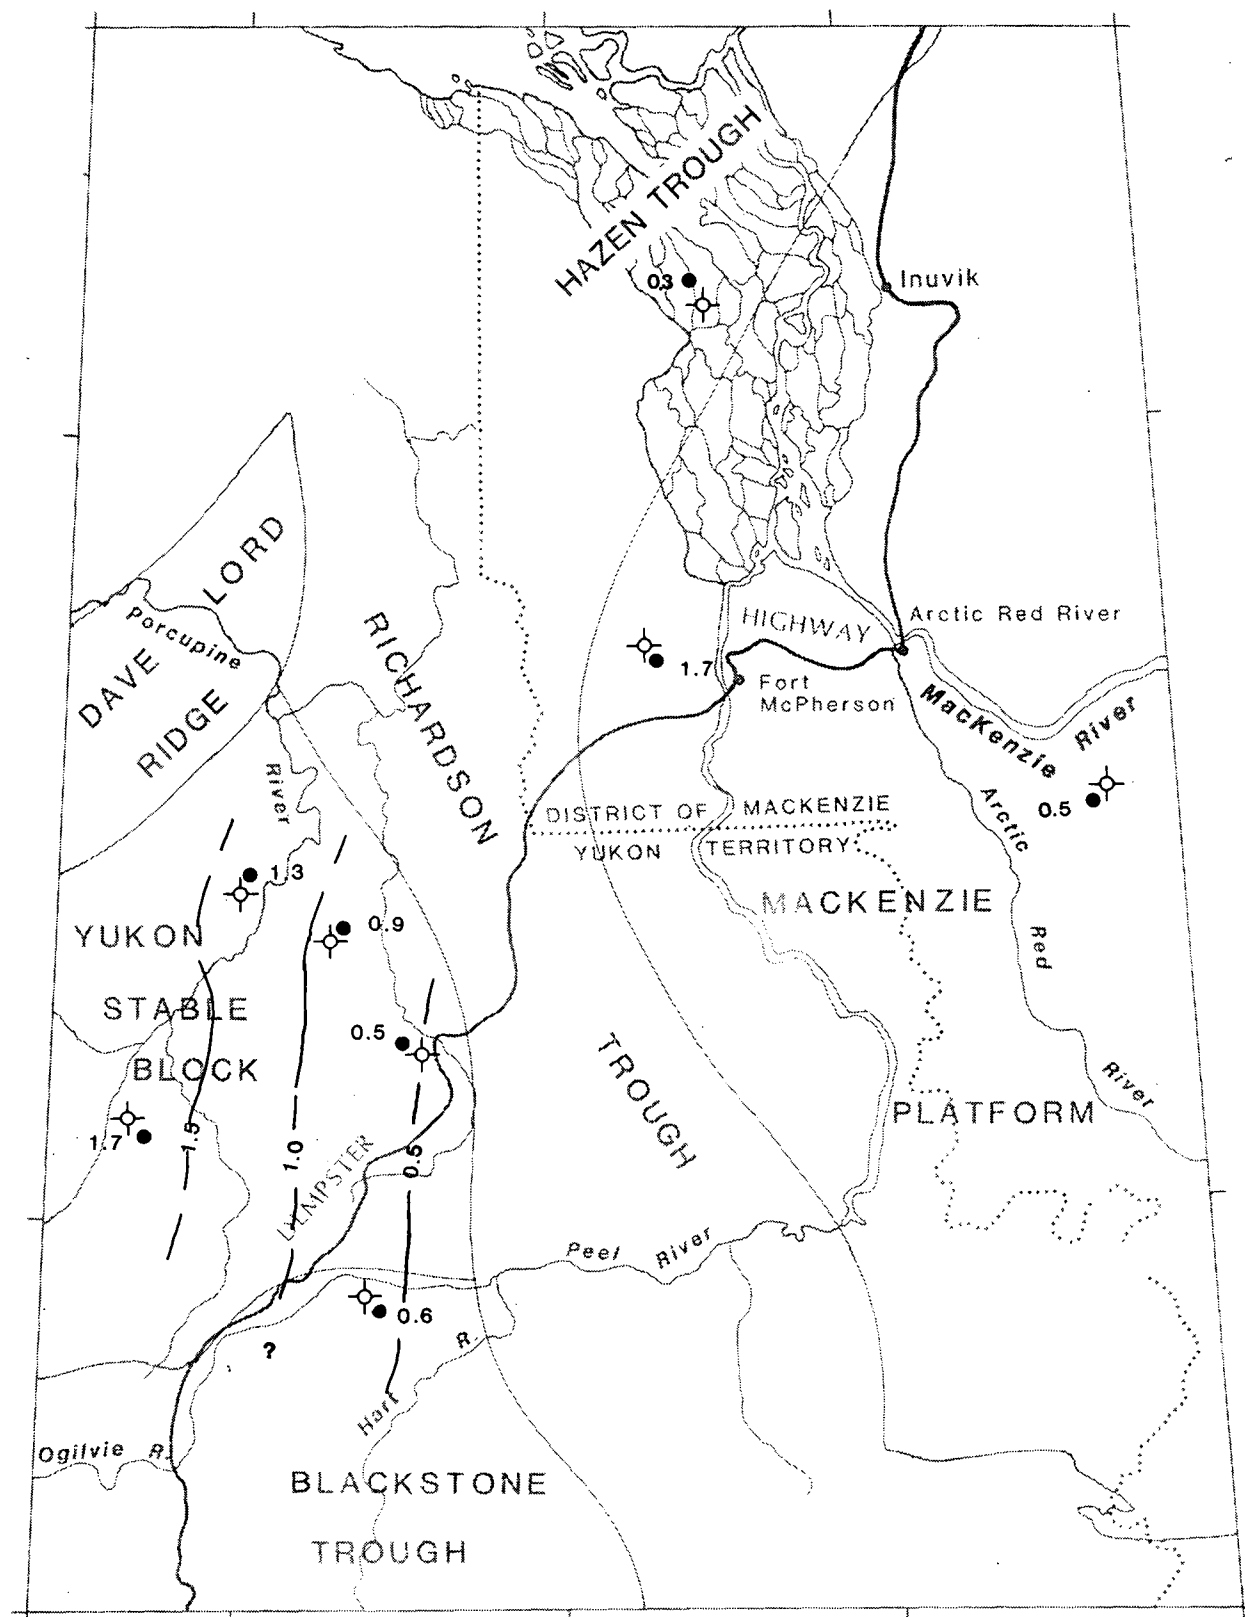 HAZEN TROUGH
0.3
Inuvik
LORD
Porcupine
DAVE
RIDGE
River
RICHARDSON
HIGHWAY
Arctic Red River
1.7
Fort
McPherson
MacKenzie River
0.5
Arctic
Red
River
DISTRICT OF MACKENZIE
YUKON TERRITORY
MACKENZIE
PLATFORM
1.3
0.9
YUKON
STABLE
BLOCK
0.5
1.7
1.5
1.0
0.5
DEMPSTER
TROUGH
Peel River
0.6
?
Hart R.
Ogilvie R.
BLACKSTONE
TROUGH